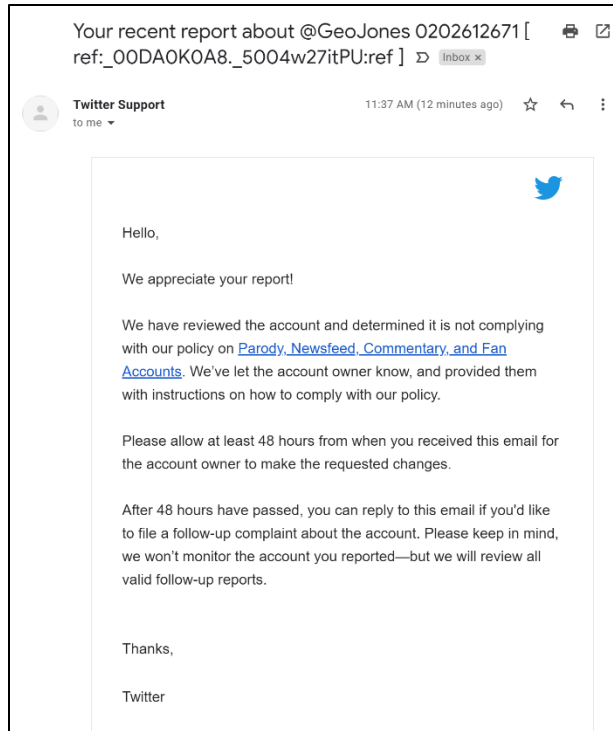 Your recent report about @GeoJones 0202612671 [
ref:_00DA0K0A8._5004w27itPU:ref ] Inbox ×
Twitter Support 11:37 AM (12 minutes ago)
to me
Hello,
We appreciate your report!
We have reviewed the account and determined it is not complying
with our policy on Parody, Newsfeed, Commentary, and Fan
Accounts. We’ve let the account owner know, and provided them
with instructions on how to comply with our policy.
Please allow at least 48 hours from when you received this email for
the account owner to make the requested changes.
After 48 hours have passed, you can reply to this email if you'd like
to file a follow-up complaint about the account. Please keep in mind,
we won’t monitor the account you reported—but we will review all
valid follow-up reports.
Thanks,
Twitter